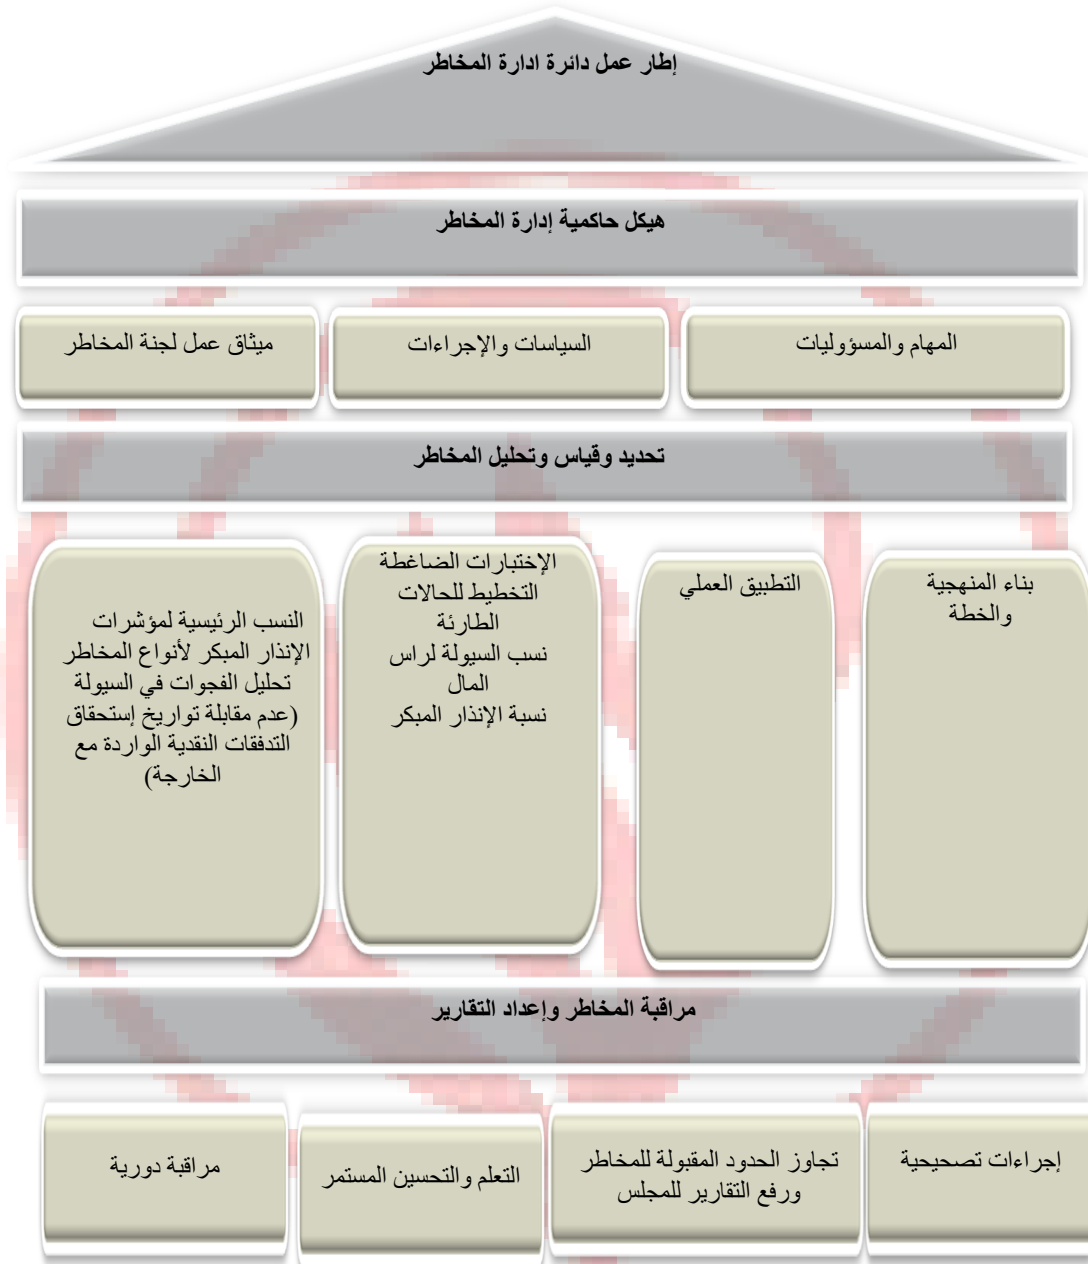 إطار عمل دائرة ادارة المخاطر
هيكل حاكمية إدارة المخاطر
المهام والمسؤوليات
السياسات والإجراءات
ميثاق عمل لجنة المخاطر
تحديد وقياس وتحليل المخاطر
بناء المنهجية
والخطة
التطبيق العملي
الإختبارات الضاغطة
التخطيط للحالات
الطارئة
نسب السيولة لراس
المال
نسبة الإنذار المبكر
النسب الرئيسية لمؤشرات
الإنذار المبكر لأنواع المخاطر
تحليل الفجوات في السيولة
(عدم مقابلة تواريخ إستحقاق
التدفقات النقدية الواردة مع
الخارجة)
مراقبة المخاطر وإعداد التقارير
إجراءات تصحيحية
تجاوز الحدود المقبولة للمخاطر
ورفع التقارير للمجلس
التعلم والتحسين المستمر
مراقبة دورية